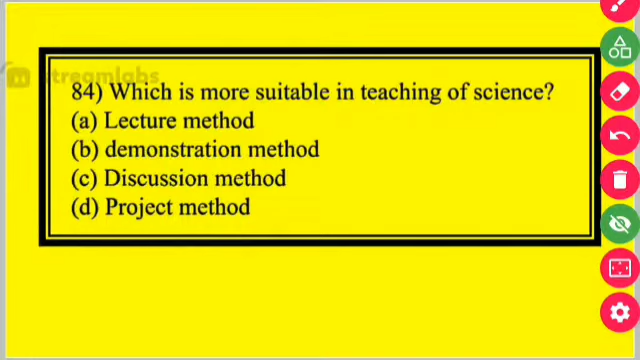 streamlabs
84) Which is more suitable in teaching of science?
(a) Lecture method
(b) demonstration method
(c) Discussion method
(d) Project method